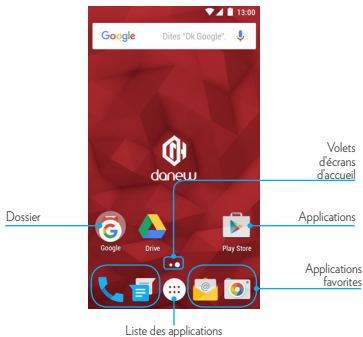 13:00
Google
Dites "Ok Google".
danew
Volets
d'écrans
d'accueil
Dossier
Applications
Google
Drive
Play Store
Applications
favorites
@
Liste des applications